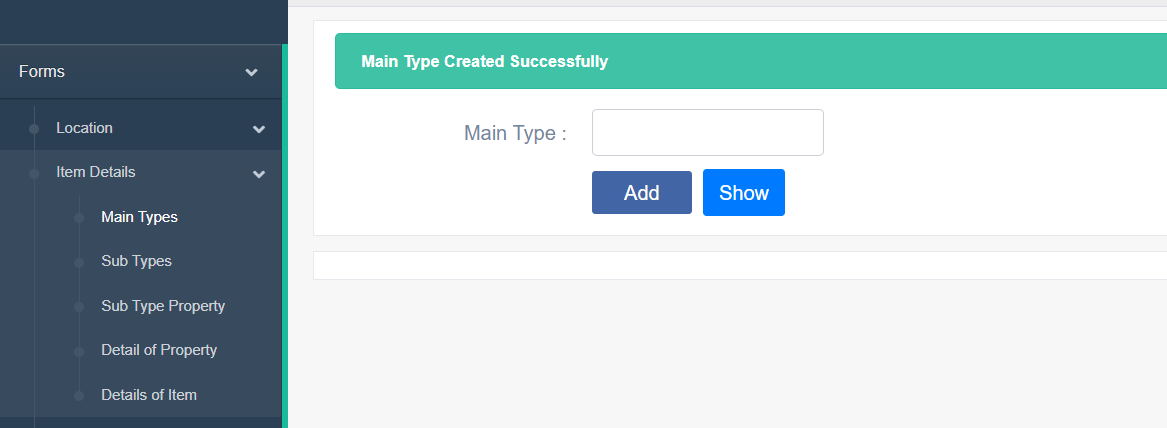 Forms
Location
Item Details
Main Types
Sub Types
Sub Type Property
Detail of Property
Details of Item
Main Type Created Successfully
Main Type :
Add Show